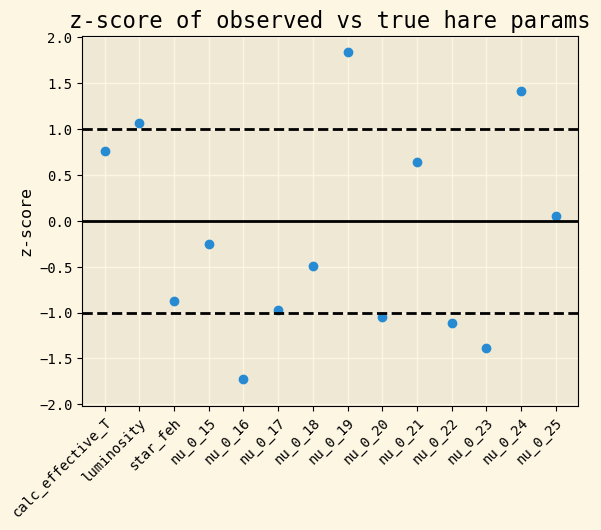 z-score of observed vs true hare params
z-score
2.0
1.5
1.0
0.5
0.0
−0.5
−1.0
−1.5
−2.0
calc_effective_T
luminosity
star_feh
nu_0_15
nu_0_16
nu_0_17
nu_0_18
nu_0_19
nu_0_20
nu_0_21
nu_0_22
nu_0_23
nu_0_24
nu_0_25